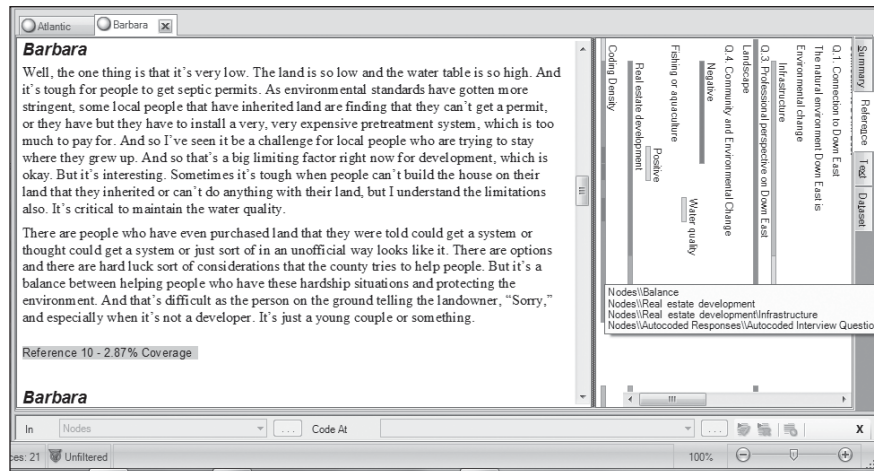 Atlantic
Barbara
Barbara
Well, the one thing is that it's very low. The land is so low and the water table is so high. And
it's tough for people to get septic permits. As environmental standards have gotten more
stringent, some local people that have inherited land are finding that they can't get a permit,
or they have but they have to install a very, very expensive pretreatment system, which is too
much to pay for. And so I've seen it be a challenge for local people who are trying to stay
where they grew up. And so that's a big limiting factor right now for development, which is
okay. But it's interesting. Sometimes it's tough when people can't build the house on their
land that they inherited or can't do anything with their land, but I understand the limitations
also. It's critical to maintain the water quality.
There are people who have even purchased land that they were told could get a system or
thought could get a system or just sort of in an unofficial way looks like it. There are options
and there are hard luck sort of considerations that the county tries to help people. But it's a
balance between helping people who have these hardship situations and protecting the
environment. And that's difficult as the person on the ground telling the landowner, “Sorry,”
and especially when it's not a developer. It's just a young couple or something.
Reference 10 - 2.87% Coverage
Barbara
Summary
Reference
Text
Dataset
Q.1. Connection to Down East
The natural environment Down East is
Environmental change
Infrastructure
Q.3. Professional perspective on Down East
Landscape
Q.4. Community and Environmental Change
Negative
Water quality
Fishing or aquaculture
Positive
Real estate development
Coding Density
Nodes\\Balance
Nodes\\Real estate development
Nodes\\Real estate development\Infrastructure
Nodes\\Autocoded Responses\\Autocoded Interview Questio
In
Nodes
...
Code At
...
X
ces: 21
Unfiltered
100%